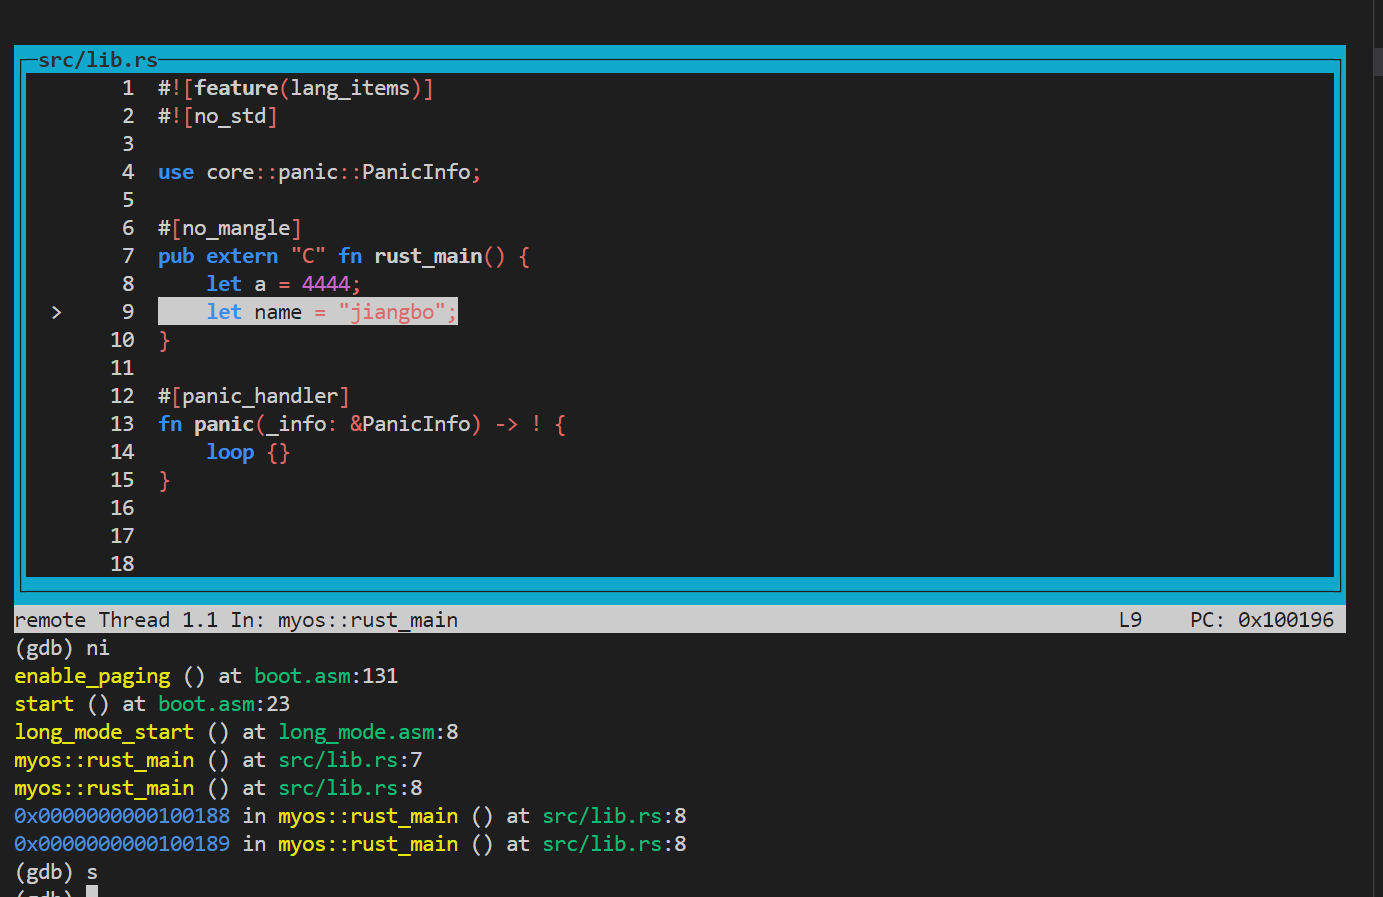 src/lib.rs
1 #![feature(lang_items)]
2 #![no_std]
3
4 use core::panic::PanicInfo;
5
6 #[no_mangle]
7 pub extern "C" fn rust_main() {
8     let a = 4444;
> 9     let name = "jiangbo";
10 }
11
12 #[panic_handler]
13 fn panic(_info: &PanicInfo) -> ! {
14     loop {}
15 }
16
17
18
remote Thread 1.1 In: myos::rust_main L9 PC: 0x100196
(gdb) ni
enable_paging () at boot.asm:131
start () at boot.asm:23
long_mode_start () at long_mode.asm:8
myos::rust_main () at src/lib.rs:7
myos::rust_main () at src/lib.rs:8
0x0000000000100188 in myos::rust_main () at src/lib.rs:8
0x0000000000100189 in myos::rust_main () at src/lib.rs:8
(gdb) s
(gdb)